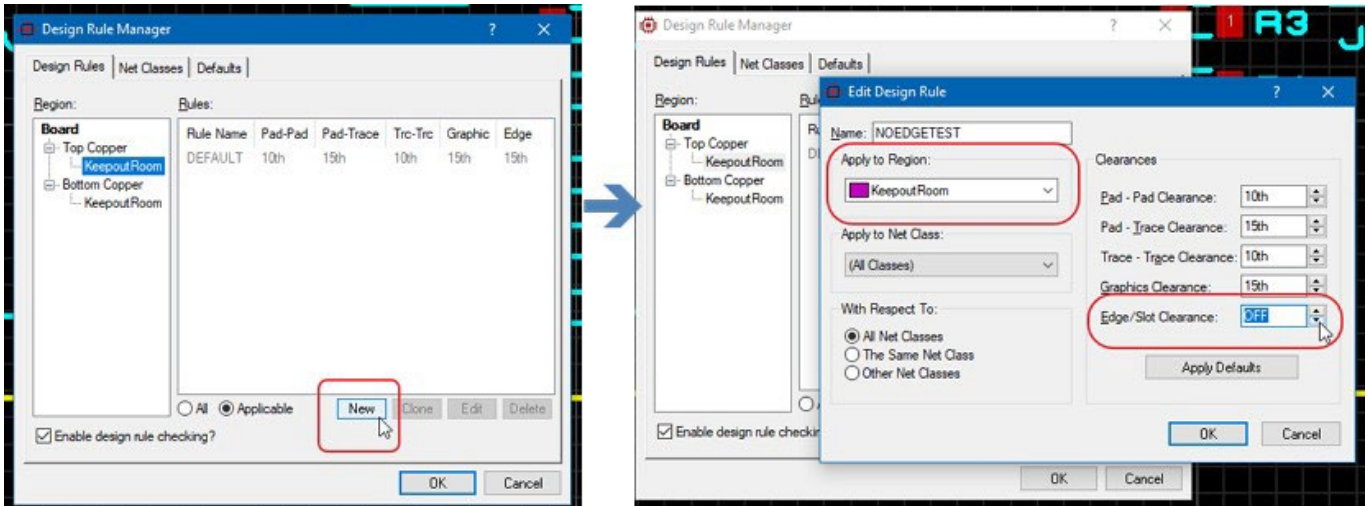 Design Rule Manager
Design Rules Net Classes Defaults
Region: Rules:
Board
Top Copper
KeepoutRoom
Bottom Copper
KeepoutRoom
Rule Name Pad-Pad Pad-Trace Trc-Trc Graphic Edge
DEFAULT 10th 15th 10th 15th 15th
All Applicable New Clone Edit Delete
Enable design rule checking?
OK Cancel
Design Rule Manager
1 R3
Design Rules Net Classes Defaults
Region:
Board
Top Copper
KeepoutRoom
Bottom Copper
KeepoutRoom
Enable design rule
OK Cancel
Edit Design Rule
Name: NOEDGETEST
Apply to Region:
KeepoutRoom
Apply to Net Class:
(All Classes)
With Respect To:
All Net Classes
The Same Net Class
Other Net Classes
Clearances
Pad - Pad Clearance: 10th
Pad - Trace Clearance: 15th
Trace - Trace Clearance: 10th
Graphics Clearance: 15th
Edge/Slot Clearance: OFF
Apply Defaults
OK Cancel